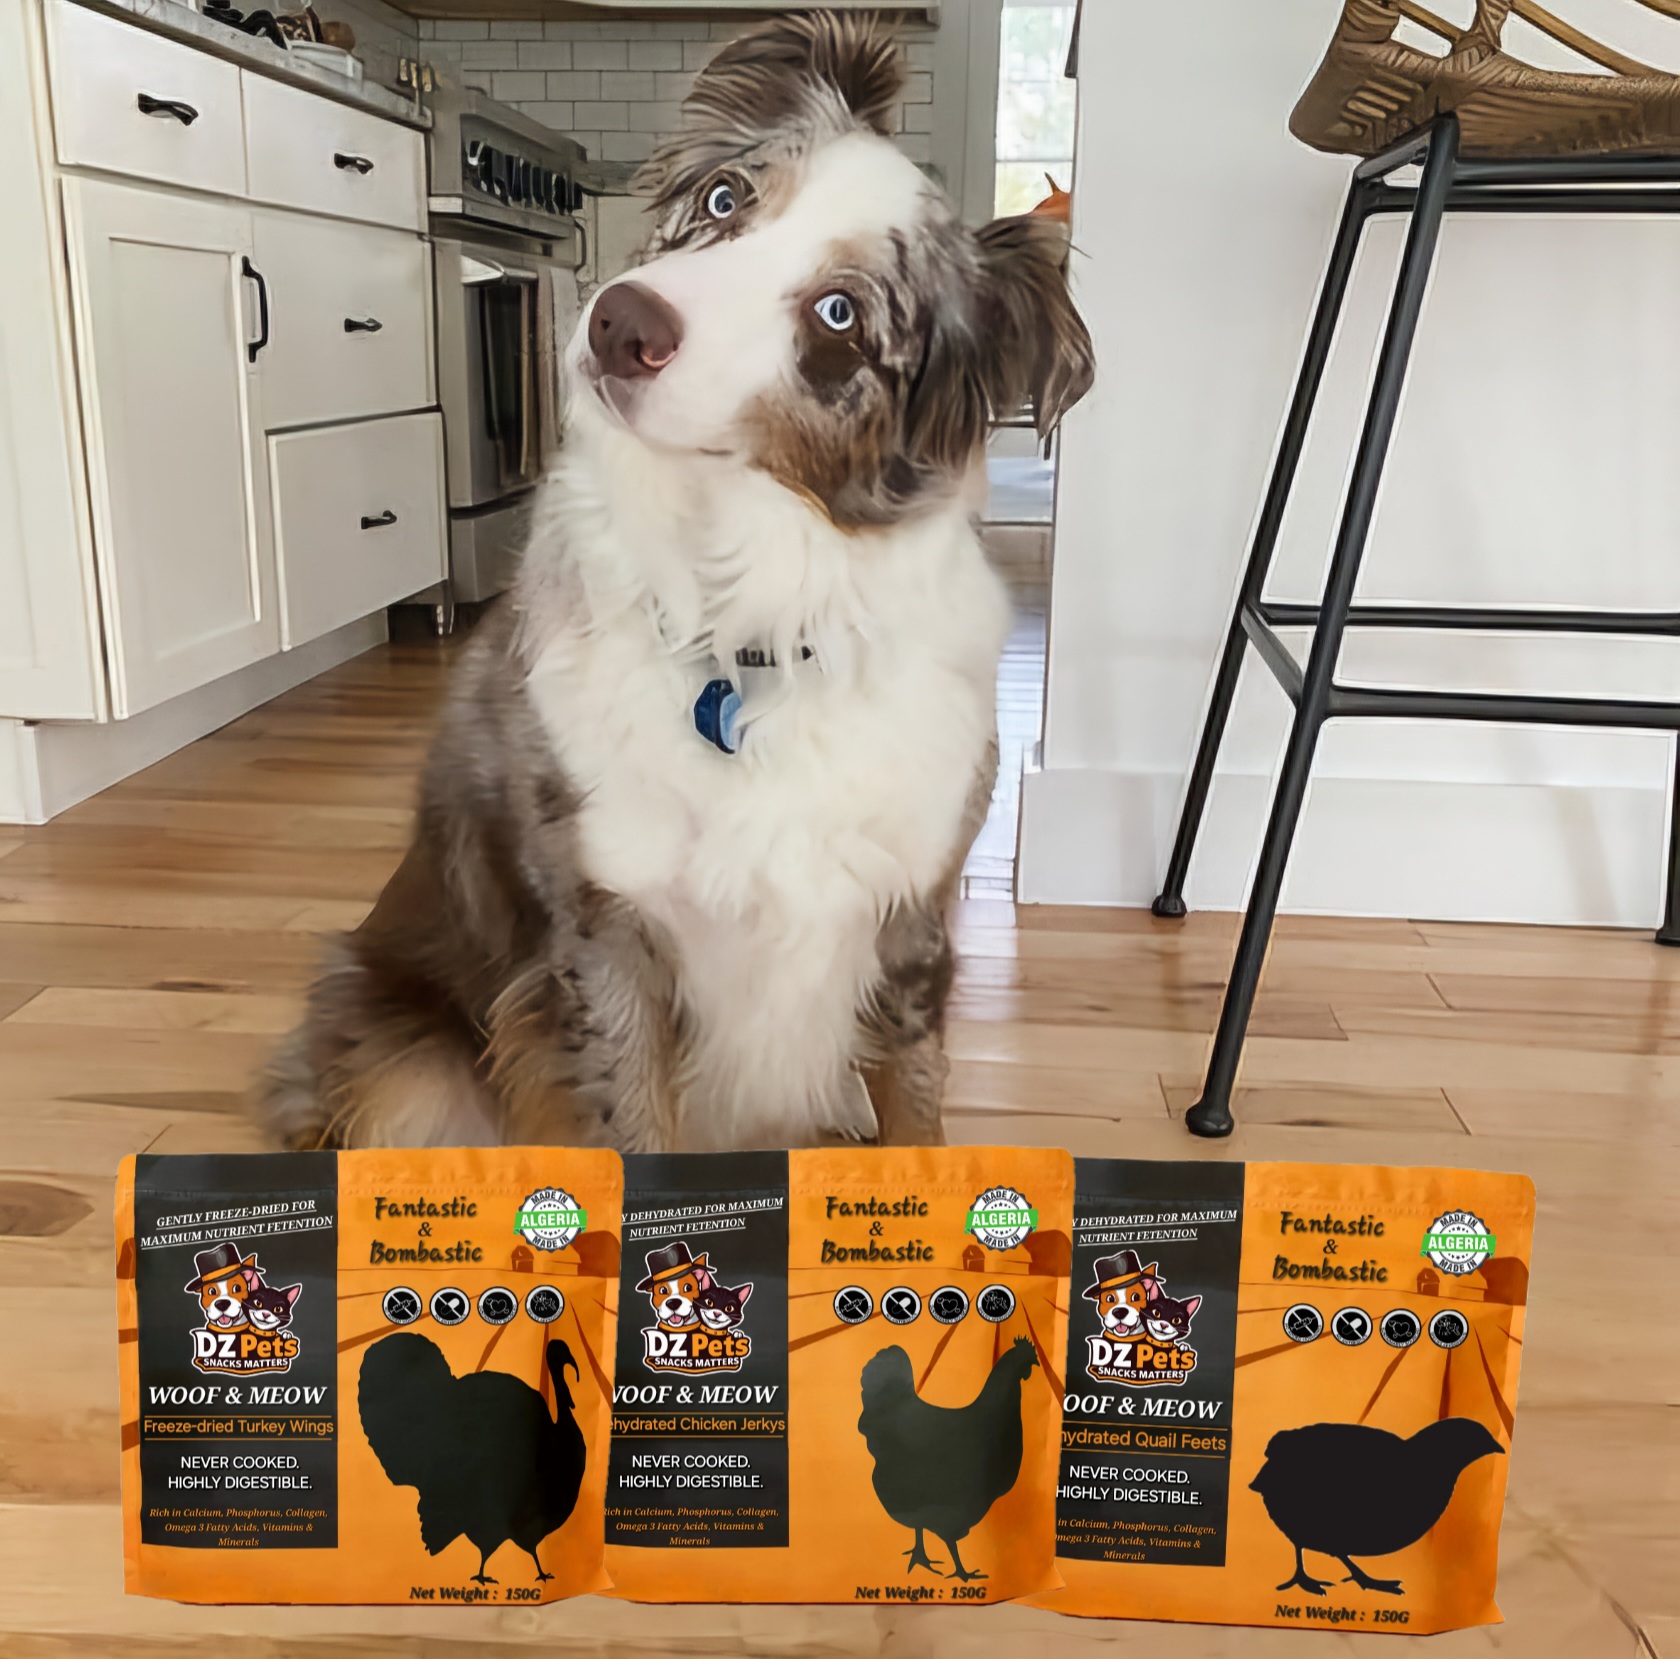 GENTLY FREEZE-DRIED FOR
MAXIMUM NUTRIENT FETENTION
DZ Pets
SNACKS MATTERS
WOOF & MEOW
Freeze-dried Turkey Wings
NEVER COOKED.
HIGHLY DIGESTIBLE.
Rich in Calcium, Phosphorus, Collagen,
Omega 3 Fatty Acids, Vitamins &
Minerals
Fantastic
&
Bombastic
MADE IN
ALGERIA
MADE IN
Net Weight : 150G
Y DEHYDRATED FOR MAXIMUM
NUTRIENT FETENTION
DZ Pets
SNACKS MATTERS
WOOF & MEOW
ehydrated Chicken Jerkys
NEVER COOKED.
HIGHLY DIGESTIBLE.
Rich in Calcium, Phosphorus, Collagen,
Omega 3 Fatty Acids, Vitamins &
Minerals
Fantastic
&
Bombastic
MADE IN
ALGERIA
MADE IN
Net Weight : 150G
Y DEHYDRATED FOR MAXIMUM
NUTRIENT FETENTION
DZ Pets
SNACKS MATTERS
OOF & MEOW
hydrated Quail Feets
NEVER COOKED.
HIGHLY DIGESTIBLE.
in Calcium, Phosphorus, Collagen,
mega 3 Fatty Acids, Vitamins &
Minerals
Fantastic
&
Bombastic
MADE IN
ALGERIA
MADE IN
Net Weight : 150G